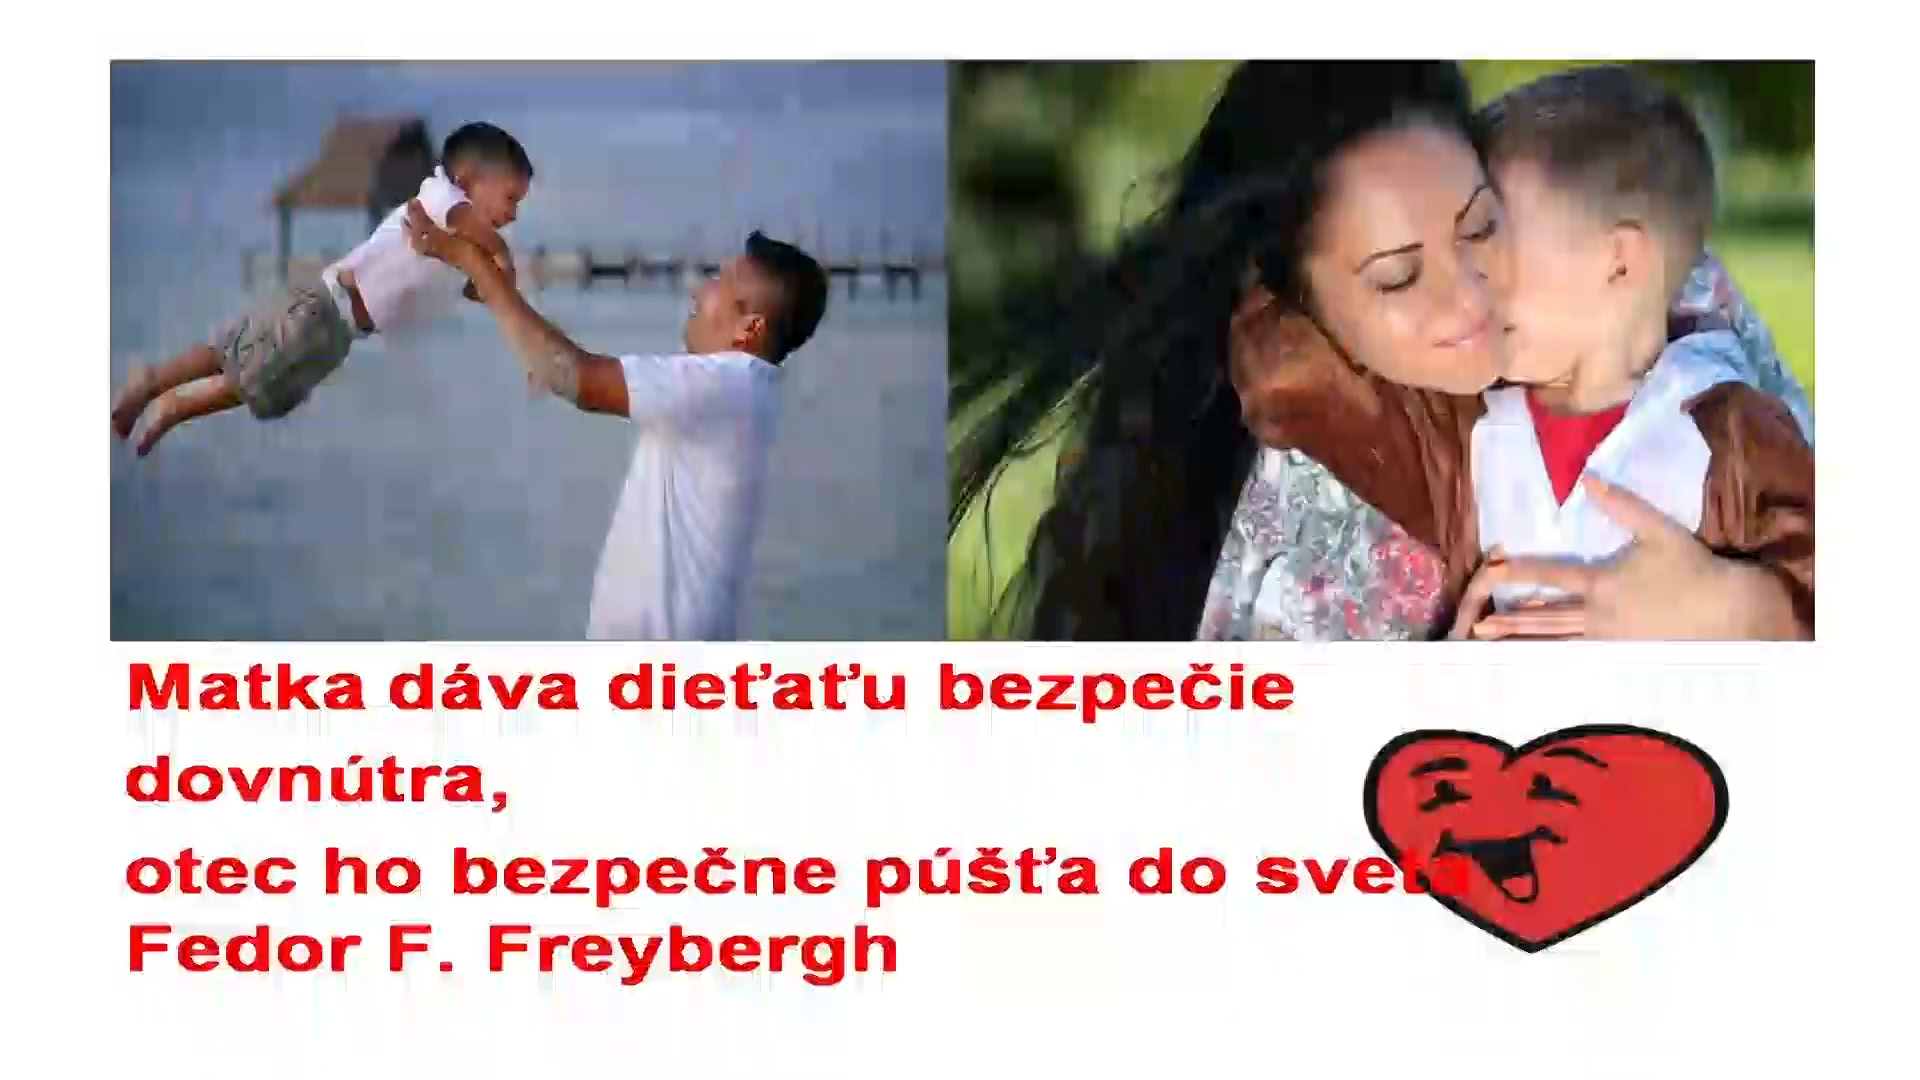 Matka dáva dieťaťu bezpečie
dovnútra,
otec ho bezpečne púšťa do sveta
Fedor F. Freybergh